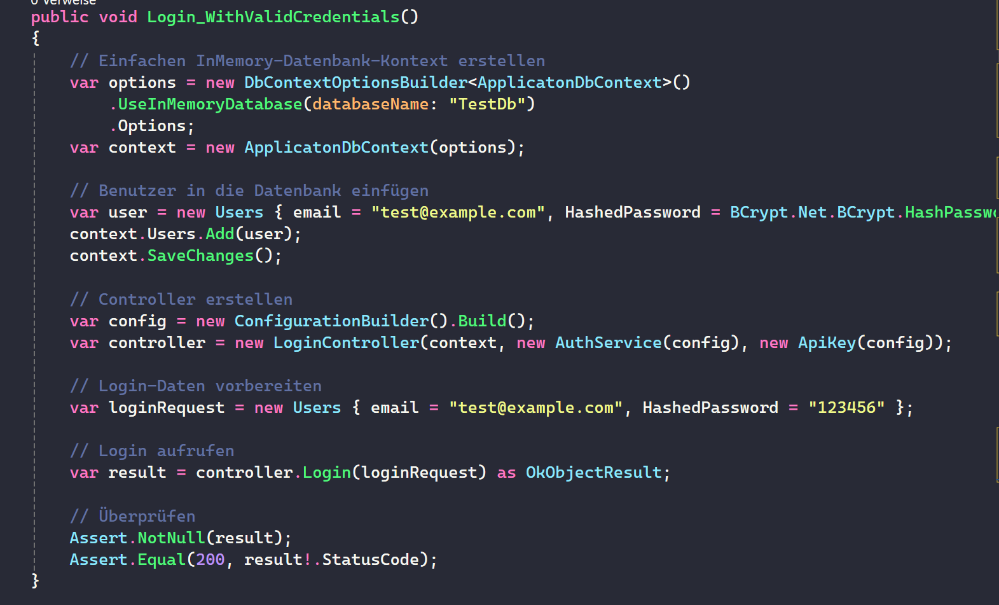 0 Verweise
public void Login_WithValidCredentials()
{
// Einfachen InMemory-Datenbank-Kontext erstellen
var options = new DbContextOptionsBuilder<ApplicatonDbContext>()
.UseInMemoryDatabase(databaseName: "TestDb")
.Options;
var context = new ApplicatonDbContext(options);
// Benutzer in die Datenbank einfügen
var user = new Users { email = "test@example.com", HashedPassword = BCrypt.Net.BCrypt.HashPassw
context.Users.Add(user);
context.SaveChanges();
// Controller erstellen
var config = new ConfigurationBuilder().Build();
var controller = new LoginController(context, new AuthService(config), new ApiKey(config));
// Login-Daten vorbereiten
var loginRequest = new Users { email = "test@example.com", HashedPassword = "123456" };
// Login aufrufen
var result = controller.Login(loginRequest) as OkObjectResult;
// Überprüfen
Assert.NotNull(result);
Assert.Equal(200, result!.StatusCode);
}